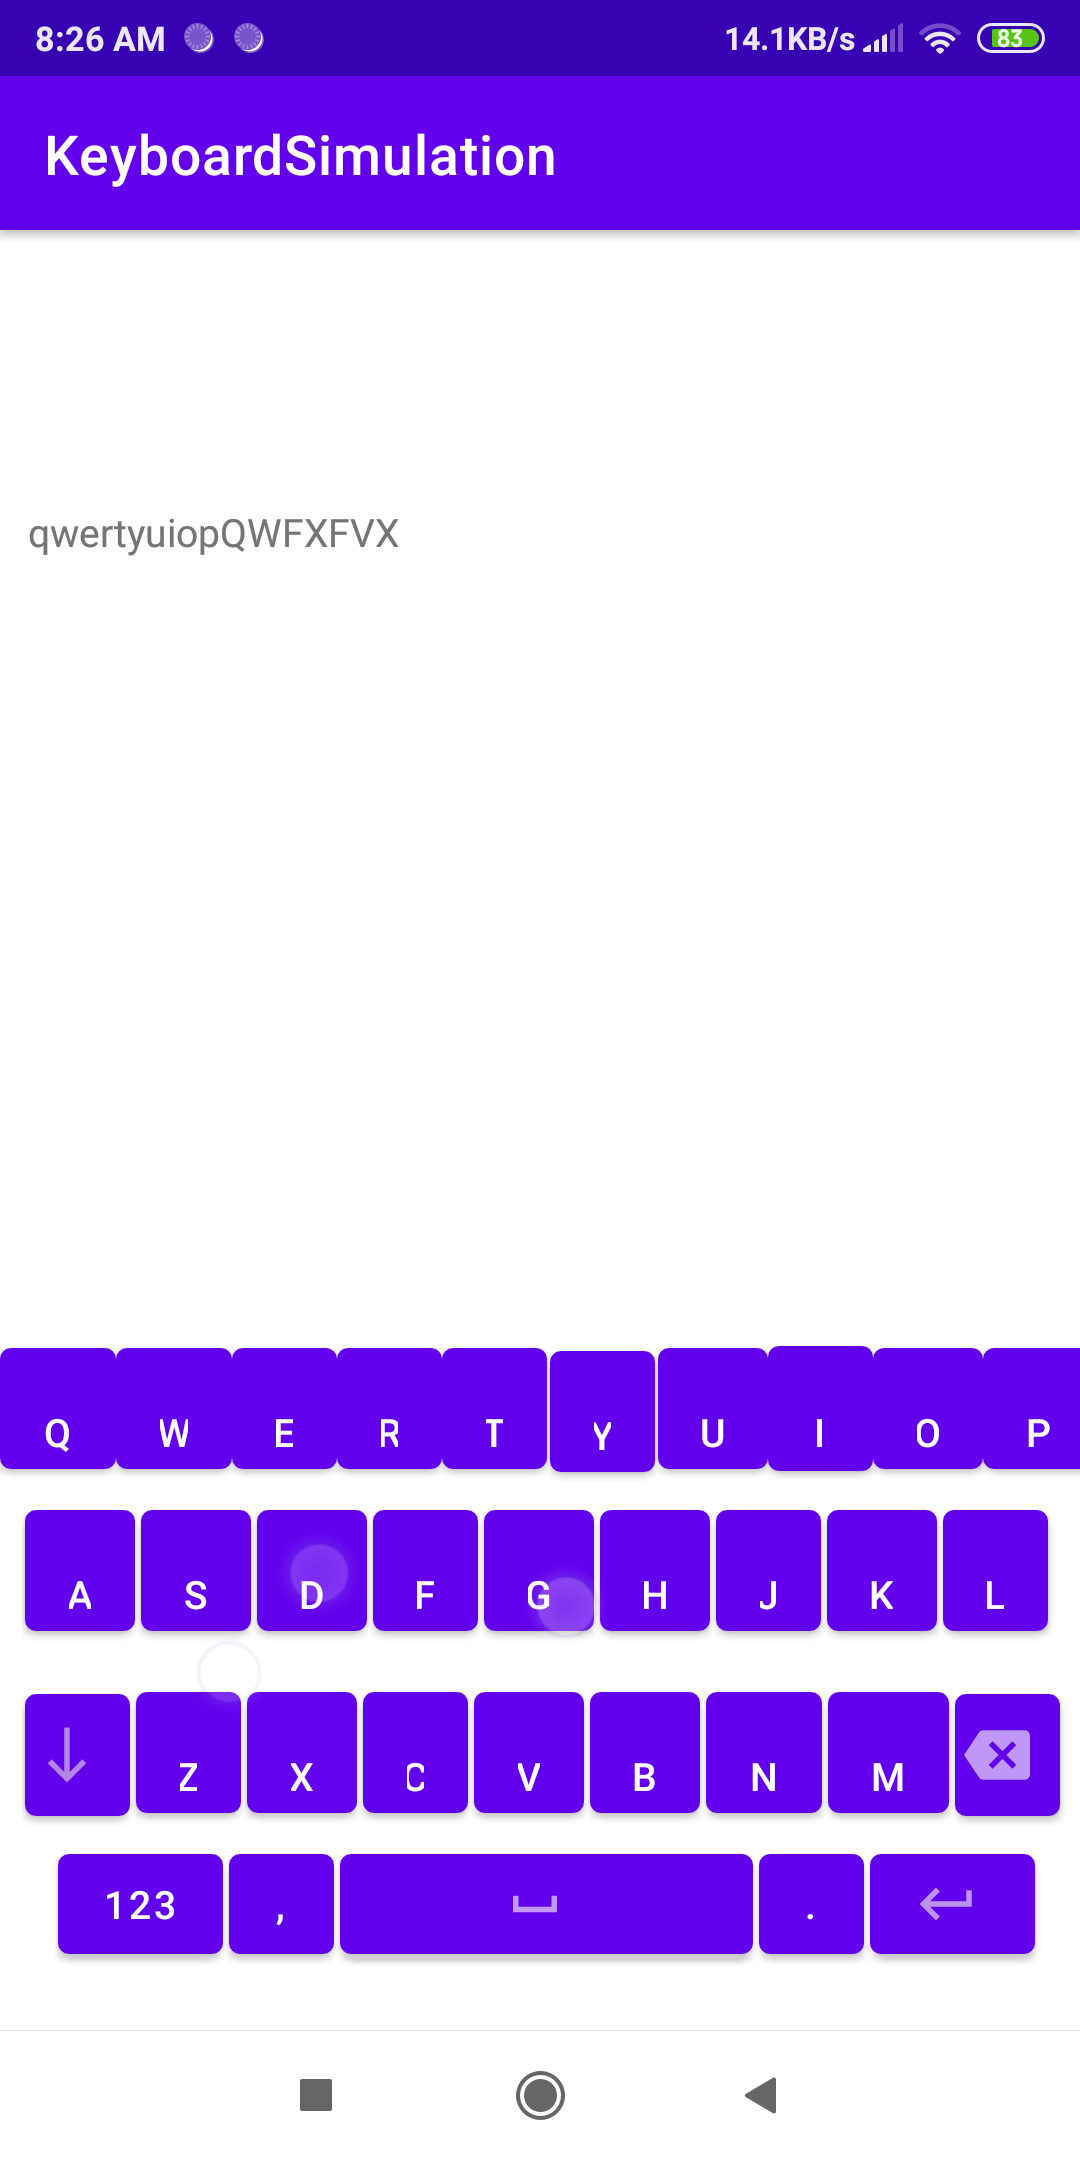 8:26 AM 14.1KB/s 83
KeyboardSimulation
qwertyuiopQWFXFVX
Q W E R T Y U I O P
A S D F G H J K L
Z X C V B N M
123 , .